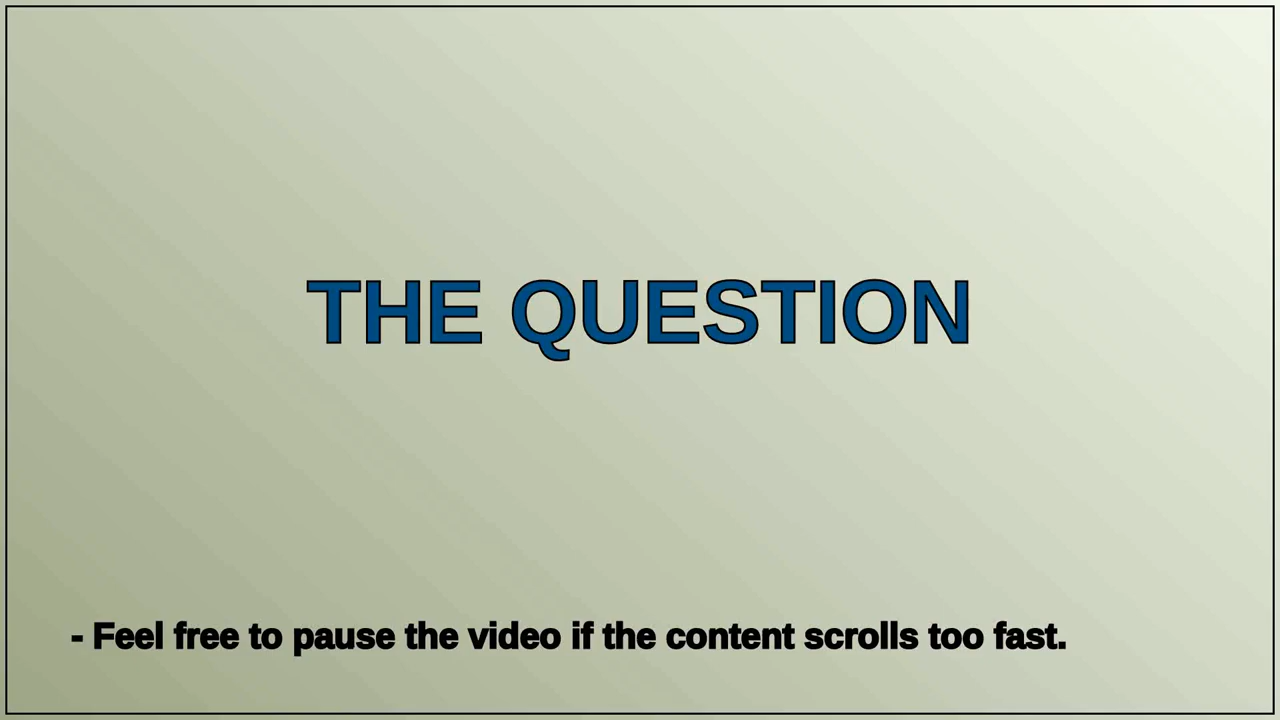 THE QUESTION
- Feel free to pause the video if the content scrolls too fast.